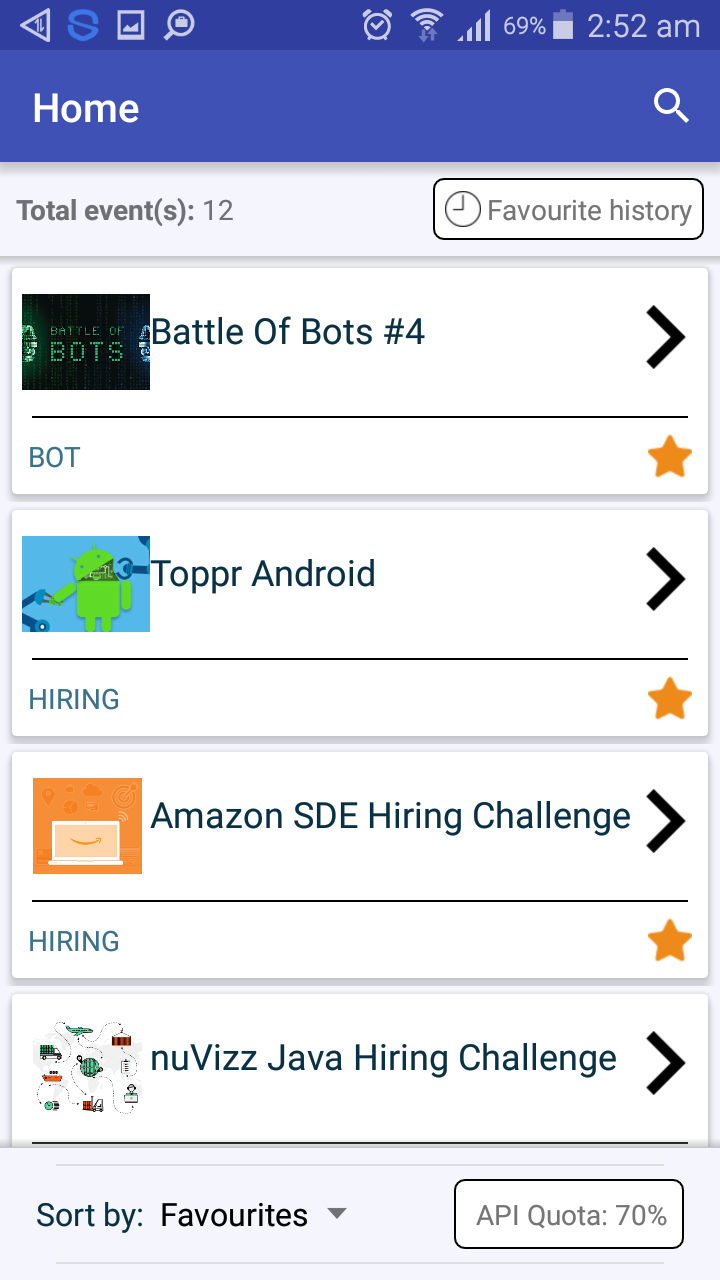 69% 2:52 am
Home
Total event(s): 12 Favourite history
BATTLE OF
BOTS
Battle Of Bots #4
BOT
Toppr Android
HIRING
Amazon SDE Hiring Challenge
HIRING
nuVizz Java Hiring Challenge
Sort by: Favourites API Quota: 70%